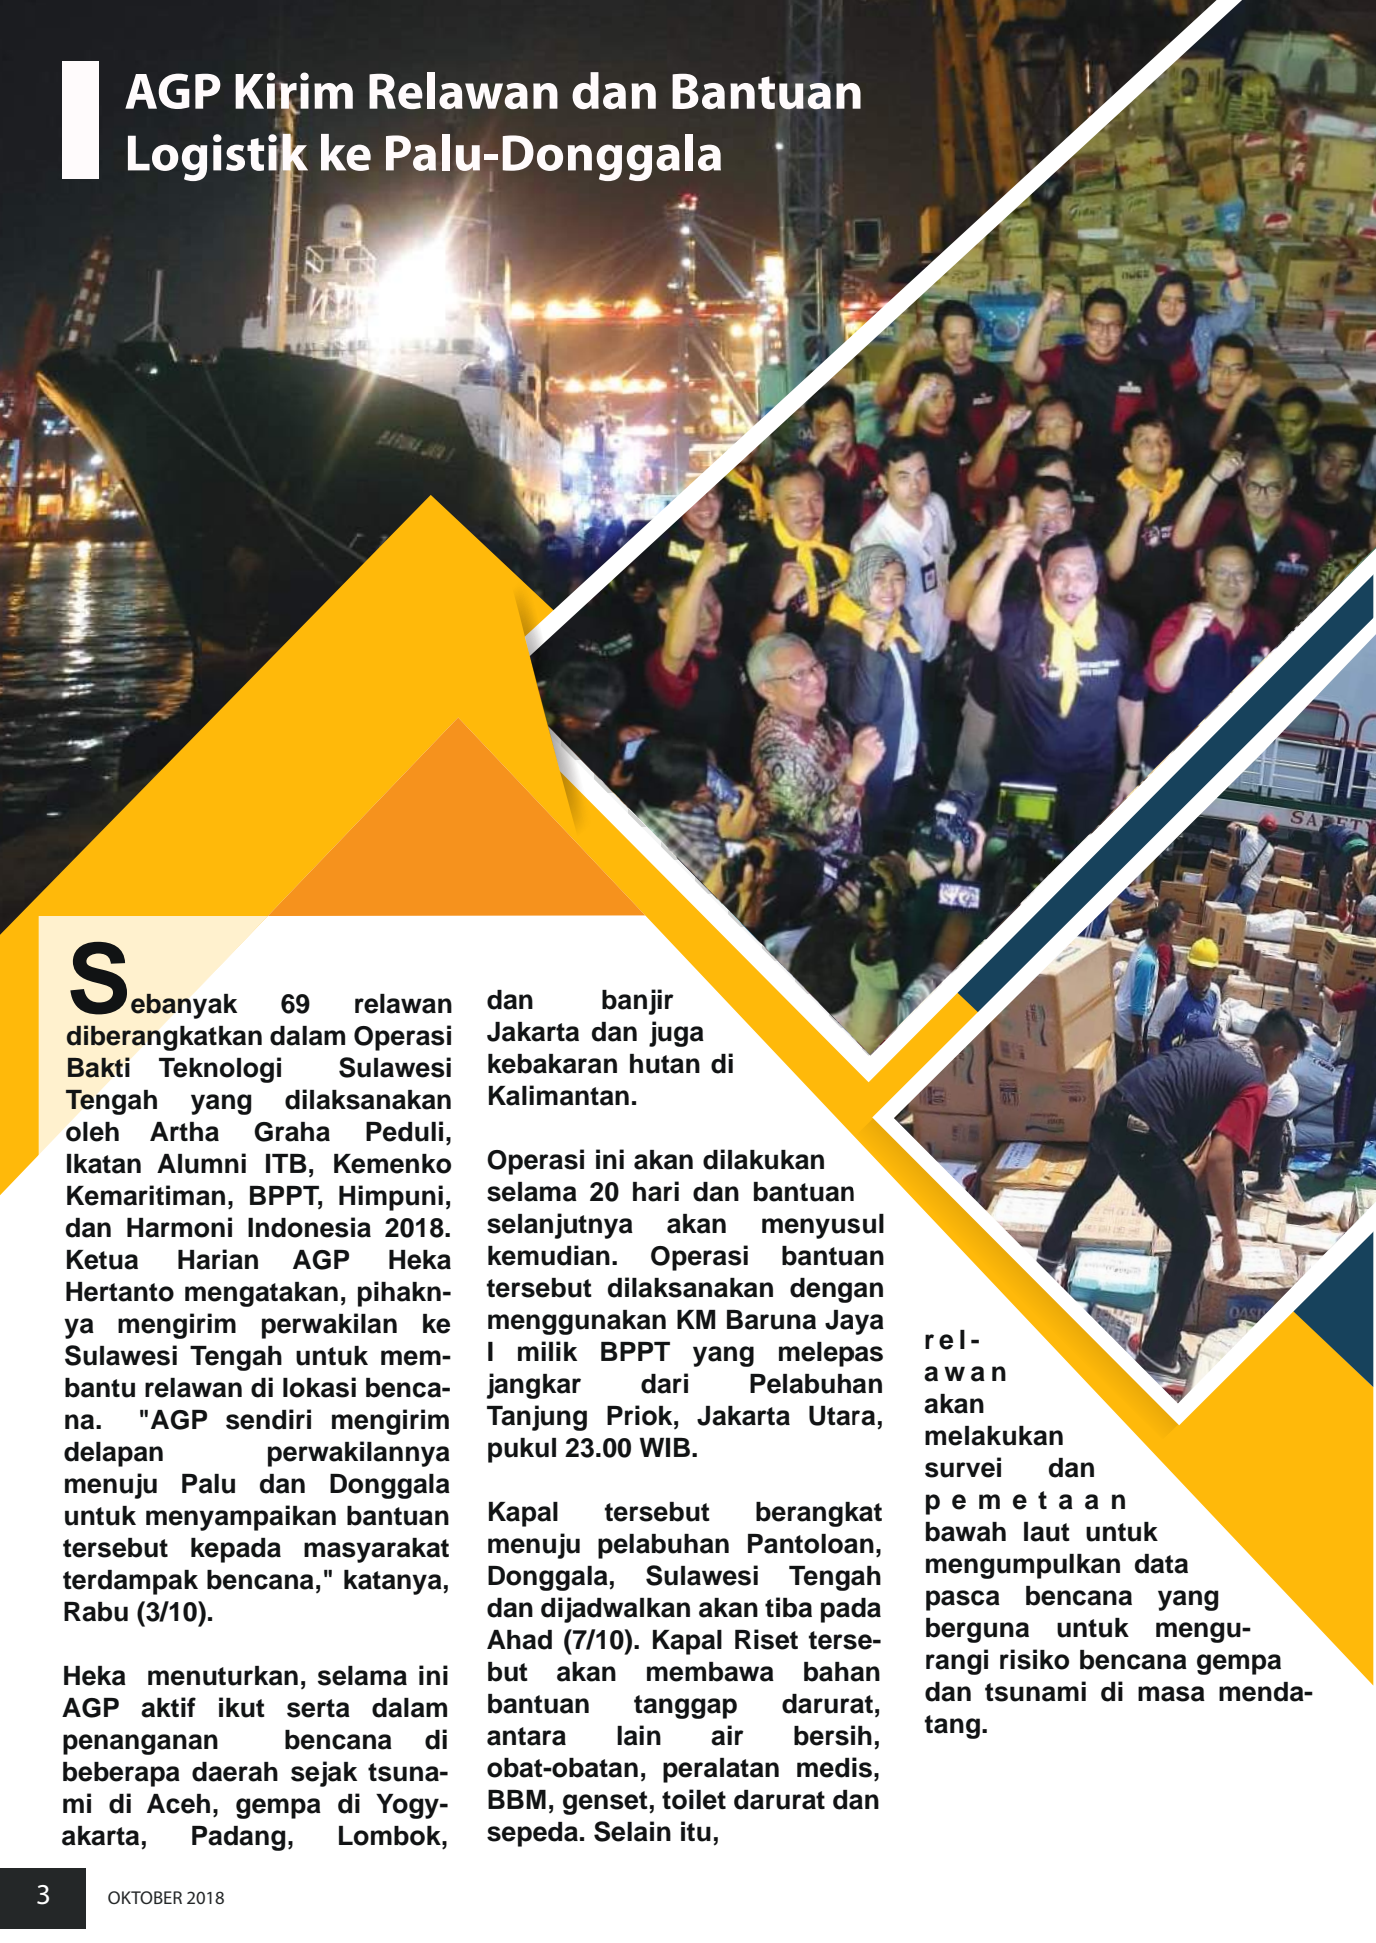 AGP Kirim Relawan dan Bantuan
Logistik ke Palu-Donggala
BARUNA JAYA I
SAFETY
Sebanyak 69 relawan
diberangkatkan dalam Operasi
Bakti Teknologi Sulawesi
Tengah yang dilaksanakan
oleh Artha Graha Peduli,
Ikatan Alumni ITB, Kemenko
Kemaritiman, BPPT, Himpuni,
dan Harmoni Indonesia 2018.
Ketua Harian AGP Heka
Hertanto mengatakan, pihakn-
ya mengirim perwakilan ke
Sulawesi Tengah untuk mem-
bantu relawan di lokasi benca-
na. "AGP sendiri mengirim
delapan perwakilannya
menuju Palu dan Donggala
untuk menyampaikan bantuan
tersebut kepada masyarakat
terdampak bencana," katanya,
Rabu (3/10).
Heka menuturkan, selama ini
AGP aktif ikut serta dalam
penanganan bencana di
beberapa daerah sejak tsuna-
mi di Aceh, gempa di Yogy-
akarta, Padang, Lombok,
dan banjir
Jakarta dan juga
kebakaran hutan di
Kalimantan.
Operasi ini akan dilakukan
selama 20 hari dan bantuan
selanjutnya akan menyusul
kemudian. Operasi bantuan
tersebut dilaksanakan dengan
menggunakan KM Baruna Jaya
I milik BPPT yang melepas
jangkar dari Pelabuhan
Tanjung Priok, Jakarta Utara,
pukul 23.00 WIB.
Kapal tersebut berangkat
menuju pelabuhan Pantoloan,
Donggala, Sulawesi Tengah
dan dijadwalkan akan tiba pada
Ahad (7/10). Kapal Riset terse-
but akan membawa bahan
bantuan tanggap darurat,
antara lain air bersih,
obat-obatan, peralatan medis,
BBM, genset, toilet darurat dan
sepeda. Selain itu,
rel-
awan
akan
melakukan
survei dan
pemetaan
bawah laut untuk
mengumpulkan data
pasca bencana yang
berguna untuk mengu-
rangi risiko bencana gempa
dan tsunami di masa menda-
tang.
3
OKTOBER 2018